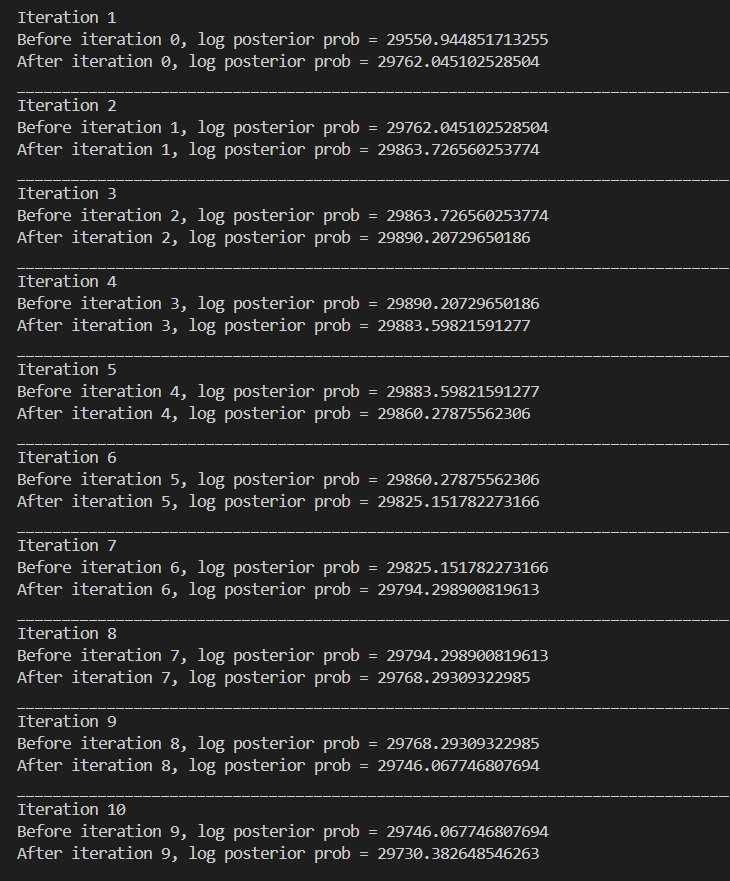 Iteration 1
Before iteration 0, log posterior prob = 29550.944851713255
After iteration 0, log posterior prob = 29762.045102528504
________________________________________________________________________________
Iteration 2
Before iteration 1, log posterior prob = 29762.045102528504
After iteration 1, log posterior prob = 29863.726560253774
________________________________________________________________________________
Iteration 3
Before iteration 2, log posterior prob = 29863.726560253774
After iteration 2, log posterior prob = 29890.20729650186
________________________________________________________________________________
Iteration 4
Before iteration 3, log posterior prob = 29890.20729650186
After iteration 3, log posterior prob = 29883.59821591277
________________________________________________________________________________
Iteration 5
Before iteration 4, log posterior prob = 29883.59821591277
After iteration 4, log posterior prob = 29860.27875562306
________________________________________________________________________________
Iteration 6
Before iteration 5, log posterior prob = 29860.27875562306
After iteration 5, log posterior prob = 29825.151782273166
________________________________________________________________________________
Iteration 7
Before iteration 6, log posterior prob = 29825.151782273166
After iteration 6, log posterior prob = 29794.298900819613
________________________________________________________________________________
Iteration 8
Before iteration 7, log posterior prob = 29794.298900819613
After iteration 7, log posterior prob = 29768.29309322985
________________________________________________________________________________
Iteration 9
Before iteration 8, log posterior prob = 29768.29309322985
After iteration 8, log posterior prob = 29746.067746807694
________________________________________________________________________________
Iteration 10
Before iteration 9, log posterior prob = 29746.067746807694
After iteration 9, log posterior prob = 29730.382648546263